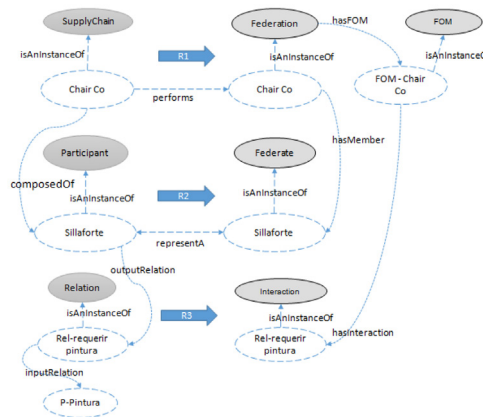 SupplyChain
Federation
hasFOM
FOM
isAnInstanceOf
R1
isAnInstanceOf
isAnInstanceO
Chair Co
performs
Chair Co
FOM - Chair
Co
hasMember
Participant
Federate
composedOf
isAnInstanceOf
R2
isAnInstanceOf
Sillaforte
representA
Sillaforte
outputRelation
Relation
Interaction
isAnInstanceOf
R3
isAnInstanceOf
hasInteraction
Rel-requerir
pintura
Rel-requerir
pintura
inputRelation
P-Pintura